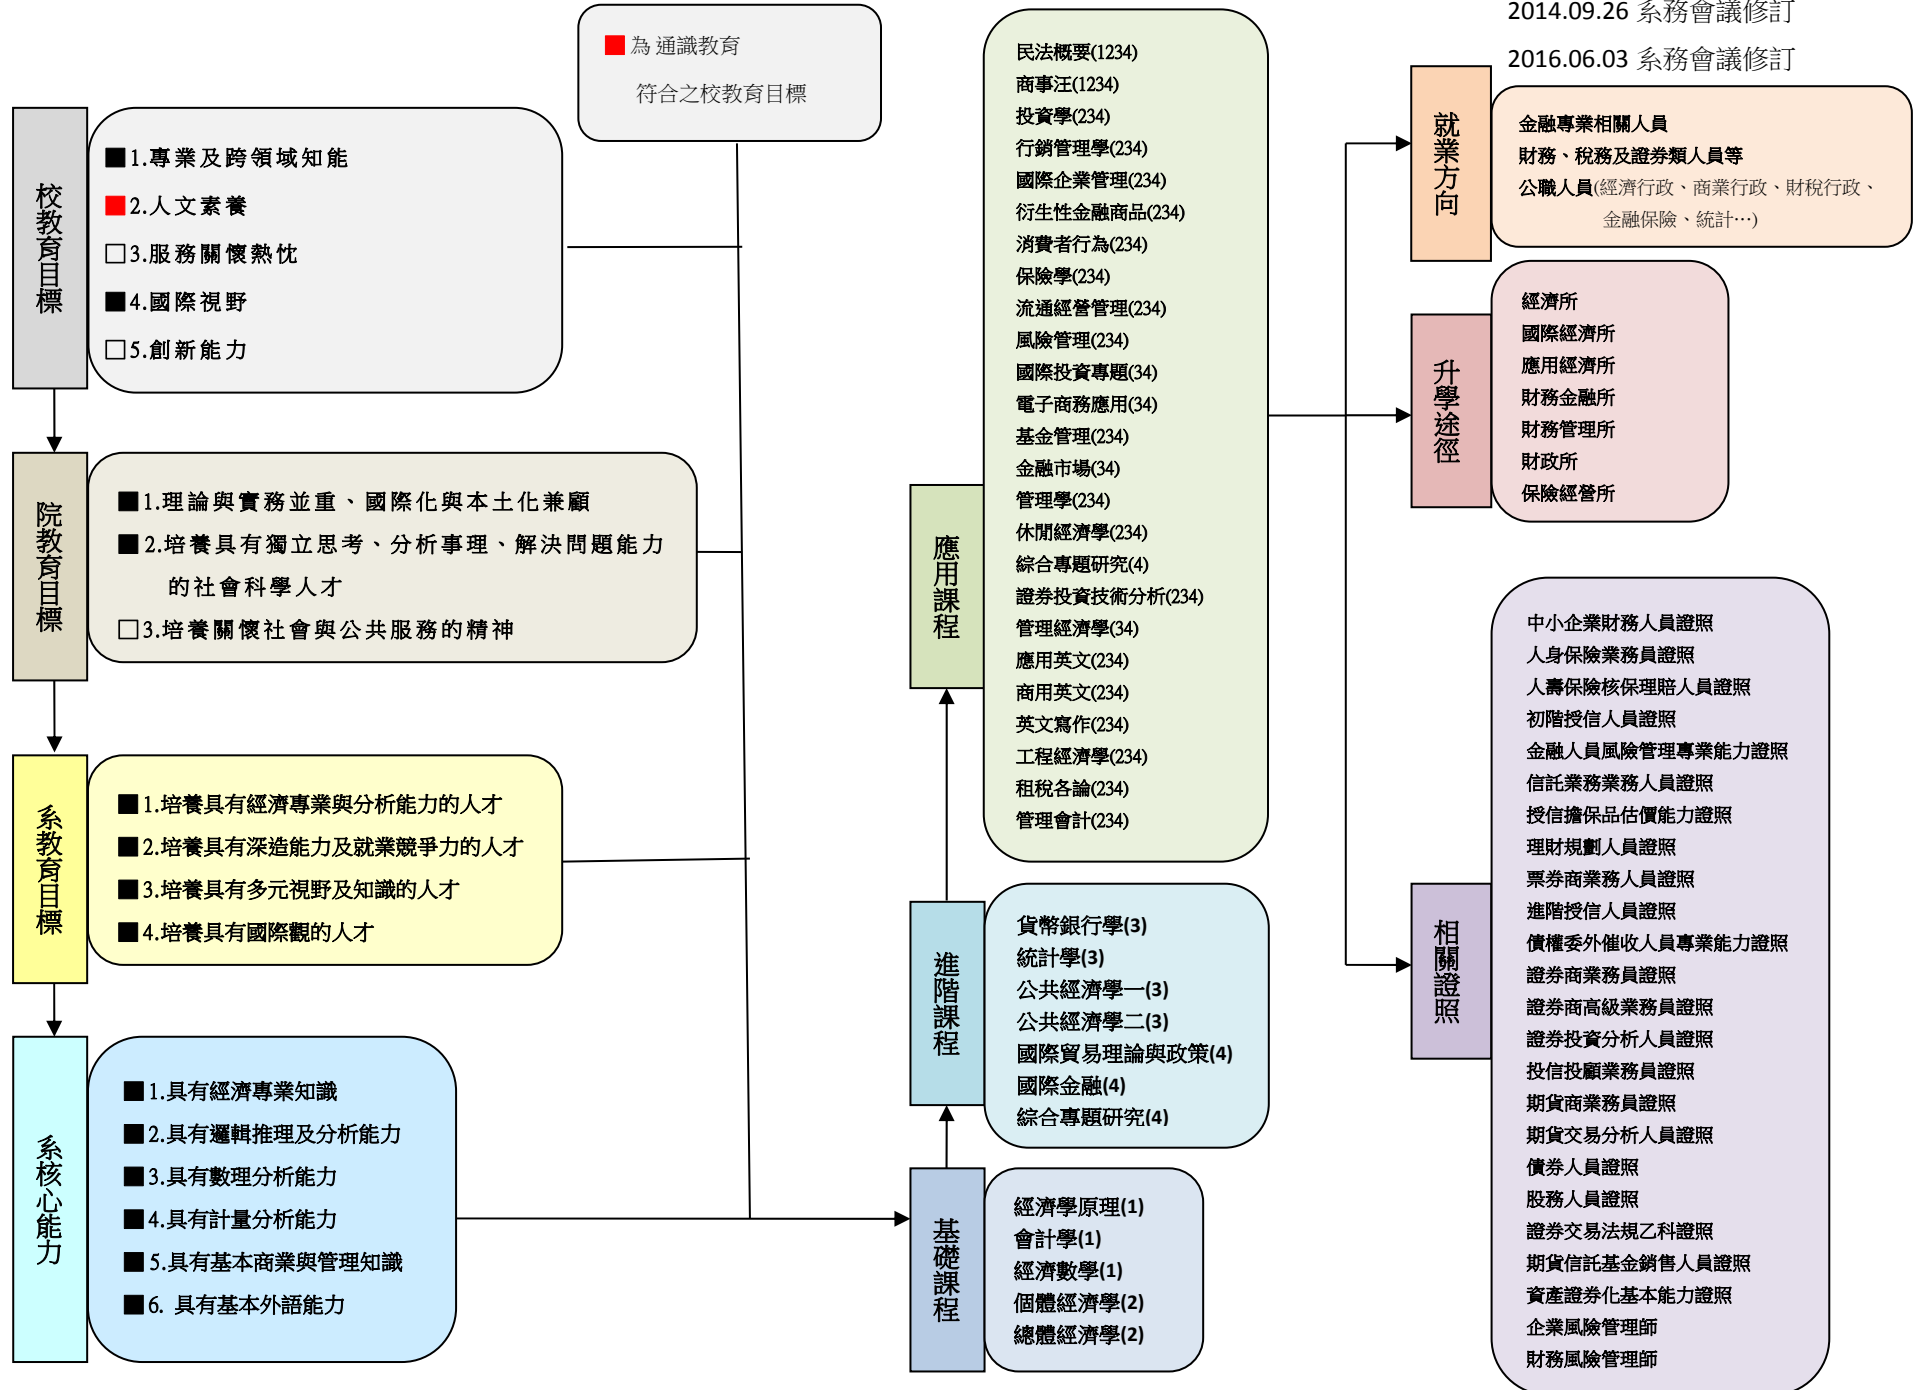 2014.09.26 系務會議修訂
2016.06.03 系務會議修訂
■為 通識教育
符合之校教育目標
校教育目標
■1.專業及跨領域知能
■2.人文素養
□3.服務關懷熱忱
■4.國際視野
□5.創新能力
院教育目標
■1.理論與實務並重、國際化與本土化兼顧
■2.培養具有獨立思考、分析事理、解決問題能力
的社會科學人才
□3.培養關懷社會與公共服務的精神
系教育目標
■1.培養具有經濟專業與分析能力的人才
■2.培養具有深造能力及就業競爭力的人才
■3.培養具有多元視野及知識的人才
■4.培養具有國際觀的人才
系核心能力
■1.具有經濟專業知識
■2.具有邏輯推理及分析能力
■3.具有數理分析能力
■4.具有計量分析能力
■5.具有基本商業與管理知識
■6. 具有基本外語能力
應用課程
民法概要(1234)
商事汪(1234)
投資學(234)
行銷管理學(234)
國際企業管理(234)
衍生性金融商品(234)
消費者行為(234)
保險學(234)
流通經營管理(234)
風險管理(234)
國際投資專題(34)
電子商務應用(34)
基金管理(234)
金融市場(34)
管理學(234)
休閒經濟學(234)
綜合專題研究(4)
證券投資技術分析(234)
管理經濟學(34)
應用英文(234)
商用英文(234)
英文寫作(234)
工程經濟學(234)
租稅各論(234)
管理會計(234)
進階課程
貨幣銀行學(3)
統計學(3)
公共經濟學一(3)
公共經濟學二(3)
國際貿易理論與政策(4)
國際金融(4)
綜合專題研究(4)
基礎課程
經濟學原理(1)
會計學(1)
經濟數學(1)
個體經濟學(2)
總體經濟學(2)
就業方向
金融專業相關人員
財務、稅務及證券類人員等
公職人員(經濟行政、商業行政、財稅行政、
金融保險、統計…)
升學途徑
經濟所
國際經濟所
應用經濟所
財務金融所
財務管理所
財政所
保險經營所
相關證照
中小企業財務人員證照
人身保險業務員證照
人壽保險核保理賠人員證照
初階授信人員證照
金融人員風險管理專業能力證照
信託業務業務人員證照
授信擔保品估價能力證照
理財規劃人員證照
票券商業務人員證照
進階授信人員證照
債權委外催收人員專業能力證照
證券商業務員證照
證券商高級業務員證照
證券投資分析人員證照
投信投顧業務員證照
期貨商業務員證照
期貨交易分析人員證照
債券人員證照
股務人員證照
證券交易法規乙科證照
期貨信託基金銷售人員證照
資產證券化基本能力證照
企業風險管理師
財務風險管理師